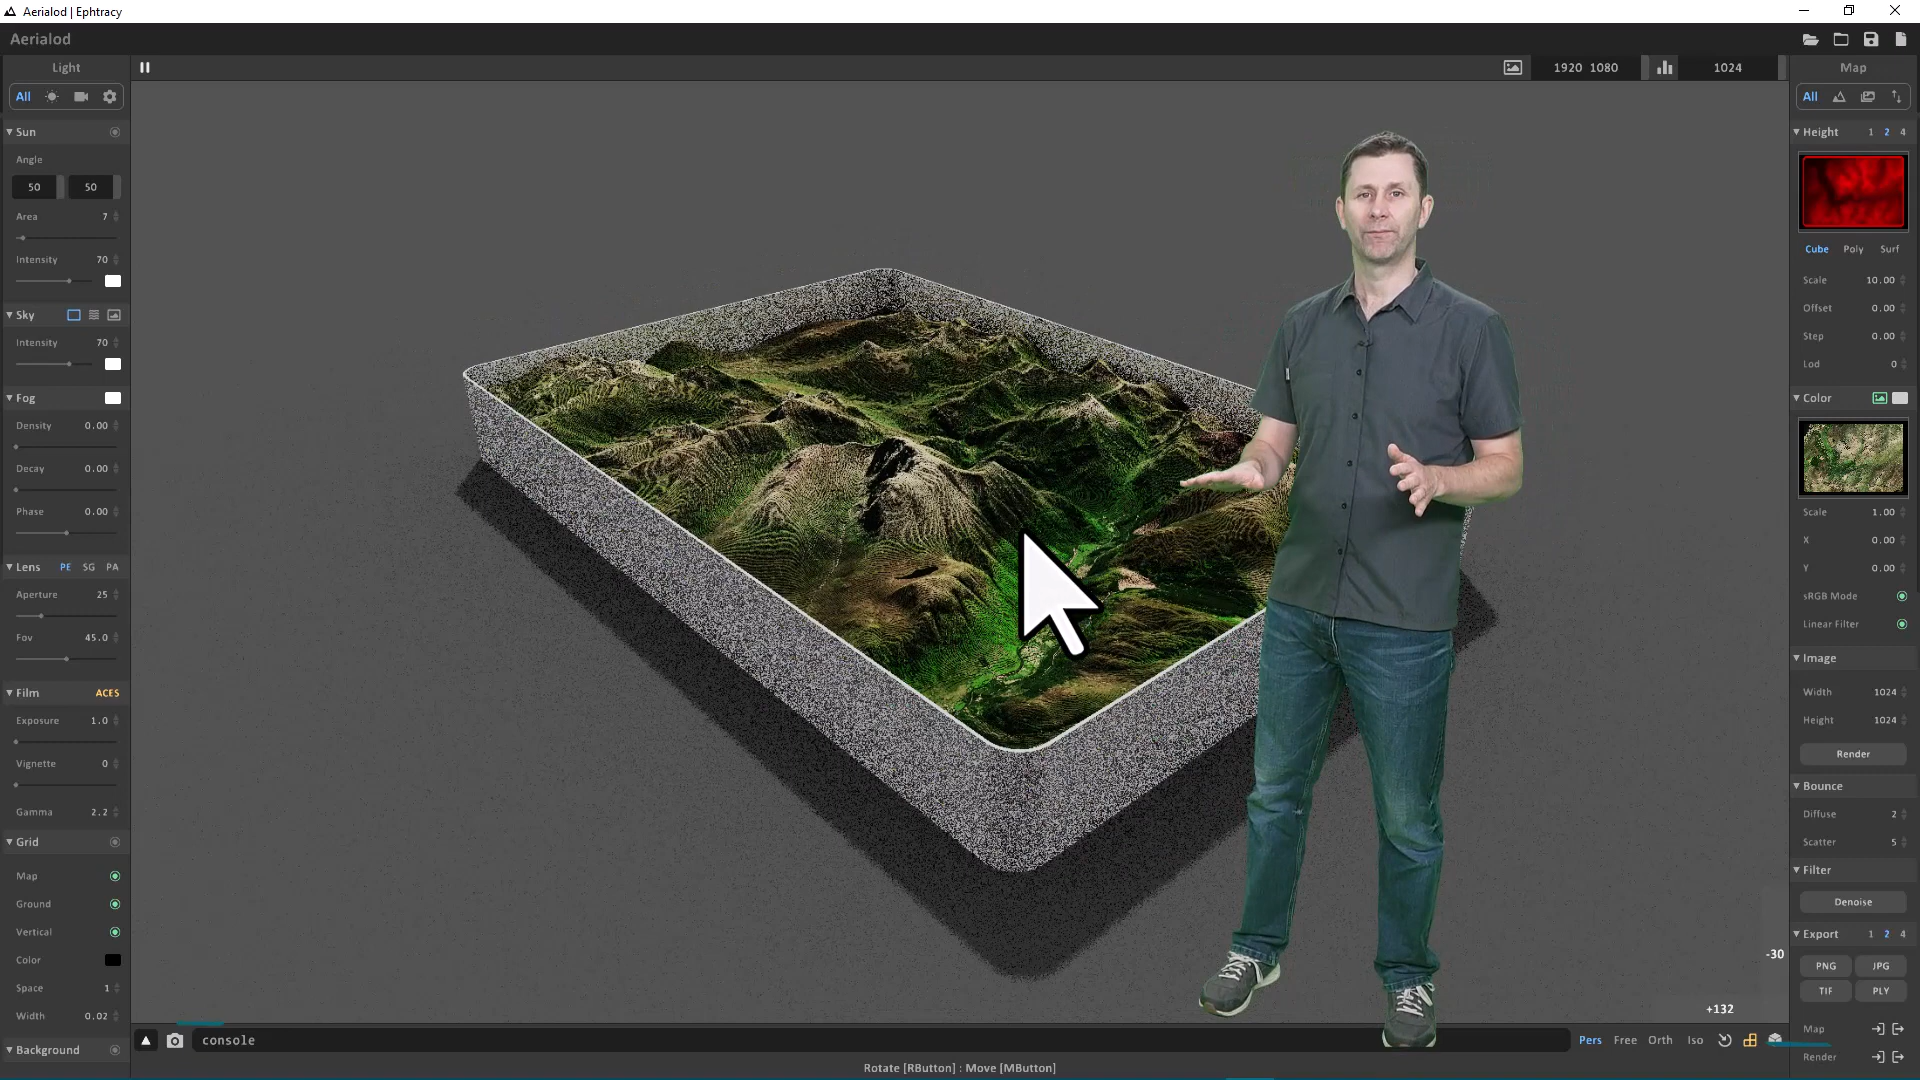 Aerialod | Ephtracy
Aerialod
Light
1920 1080
1024
Map
All
All
Sun
Height 1 2 4
Angle
50 50
Area 7
Intensity 70
Cube Poly Surf
Scale 10.00
Offset 0.00
Step 0.00
Lod 0
Sky
Intensity 70
Fog
Color
Density 0.00
Decay 0.00
Phase 0.00
Scale 1.00
X 0.00
Y 0.00
sRGB Mode
Linear Filter
Lens PE SG PA
Aperture 25
Fov 45.0
Image
Width 1024
Height 1024
Render
Film ACES
Exposure 1.0
Vignette 0
Gamma 2.2
Bounce
Diffuse 2
Scatter 5
Grid
Map
Ground
Vertical
Color
Space 1
Width 0.02
Background
Filter
Denoise
Export 1 2 4
PNG JPG
TIF PLY
Map
Render
-30
+132
console
Pers Free Orth Iso
Rotate [RButton] : Move [MButton]